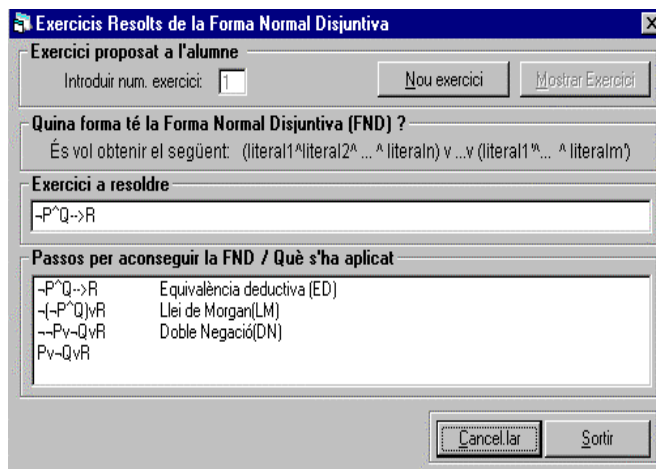 Exercicis Resolts de la Forma Normal Disjuntiva
Exercici proposat a l'alumne
Introduir num. exercici: 1 Nou exercici Mostrar Exercici
Quina forma té la Forma Normal Disjuntiva (FND) ?
És vol obtenir el següent: (literal1^literal2^ ... ^ literaln) v ...v (literal1'^... ^ literalm')
Exercici a resoldre
¬P^Q-->R
Passos per aconseguir la FND / Què s'ha aplicat
¬P^Q-->R Equivalència deductiva (ED)
¬(¬P^Q)vR Llei de Morgan(LM)
¬¬Pv¬QvR Doble Negació(DN)
Pv¬QvR
Cancel.lar Sortir